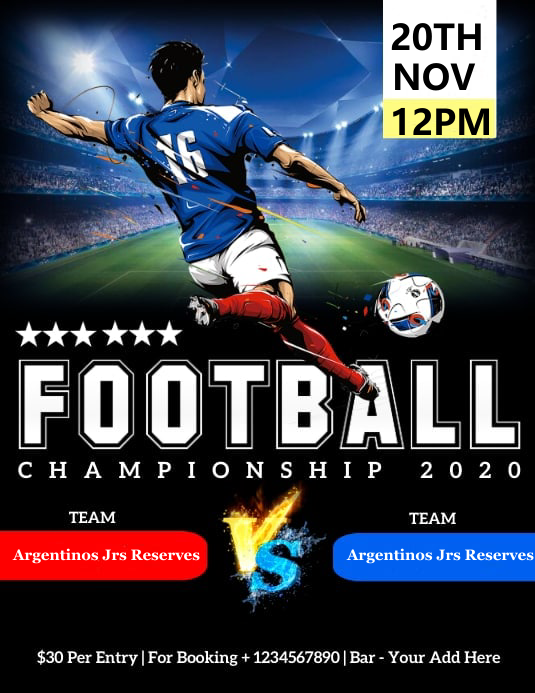 20TH
NOV
12PM
16
FOOTBALL
CHAMPIONSHIP 2020
TEAM
TEAM
Argentinos Jrs Reserves
VS
Argentinos Jrs Reserves
$30 Per Entry | For Booking + 1234567890 | Bar - Your Add Here